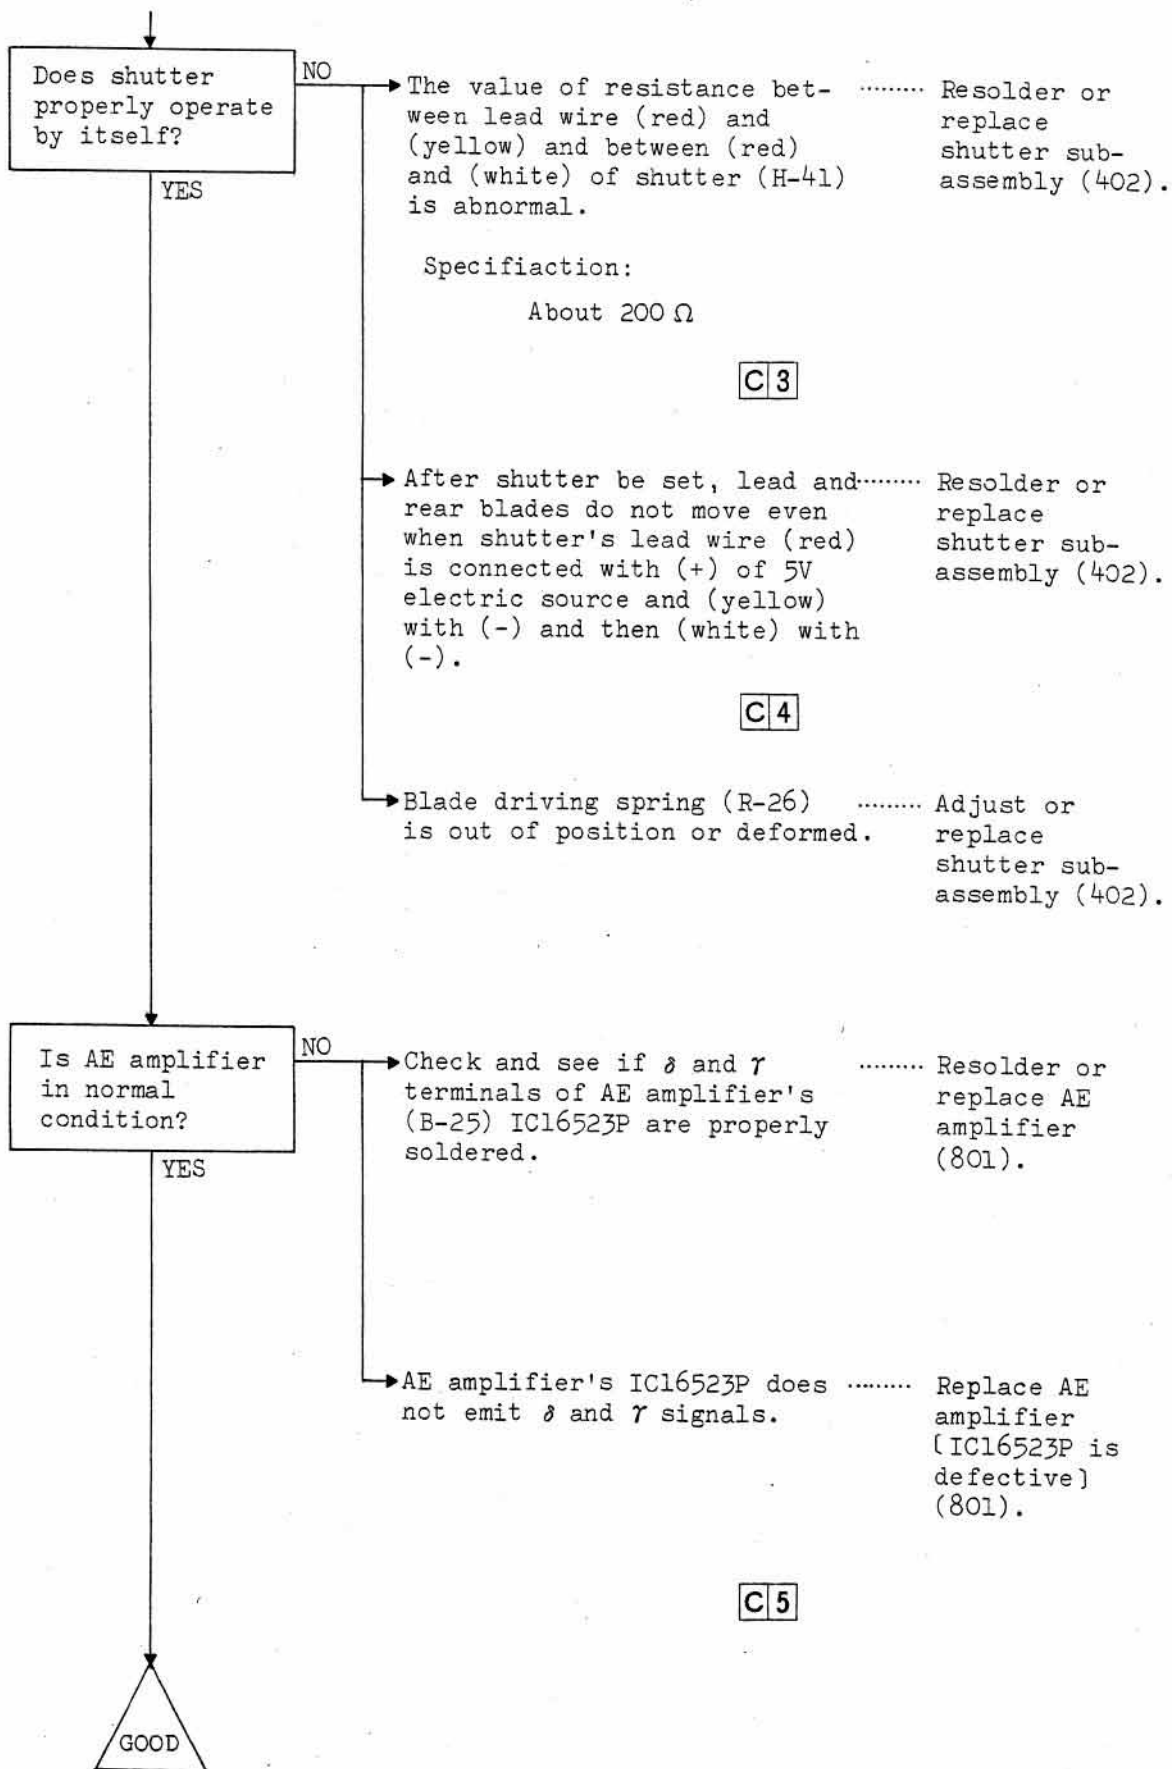 Does shutter
properly operate
by itself?
NO
YES
The value of resistance bet-
ween lead wire (red) and
(yellow) and between (red)
and (white) of shutter (H-41)
is abnormal.
......... Resolder or
replace
shutter sub-
assembly (402).
Specifiaction:
About 200 Ω
C 3
After shutter be set, lead and
rear blades do not move even
when shutter's lead wire (red)
is connected with (+) of 5V
electric source and (yellow)
with (-) and then (white) with
(-).
......... Resolder or
replace
shutter sub-
assembly (402).
C 4
Blade driving spring (R-26)
is out of position or deformed.
......... Adjust or
replace
shutter sub-
assembly (402).
Is AE amplifier
in normal
condition?
NO
YES
Check and see if δ and γ
terminals of AE amplifier's
(B-25) IC16523P are properly
soldered.
......... Resolder or
replace AE
amplifier
(801).
AE amplifier's IC16523P does
not emit δ and γ signals.
......... Replace AE
amplifier
[IC16523P is
defective]
(801).
C 5
GOOD